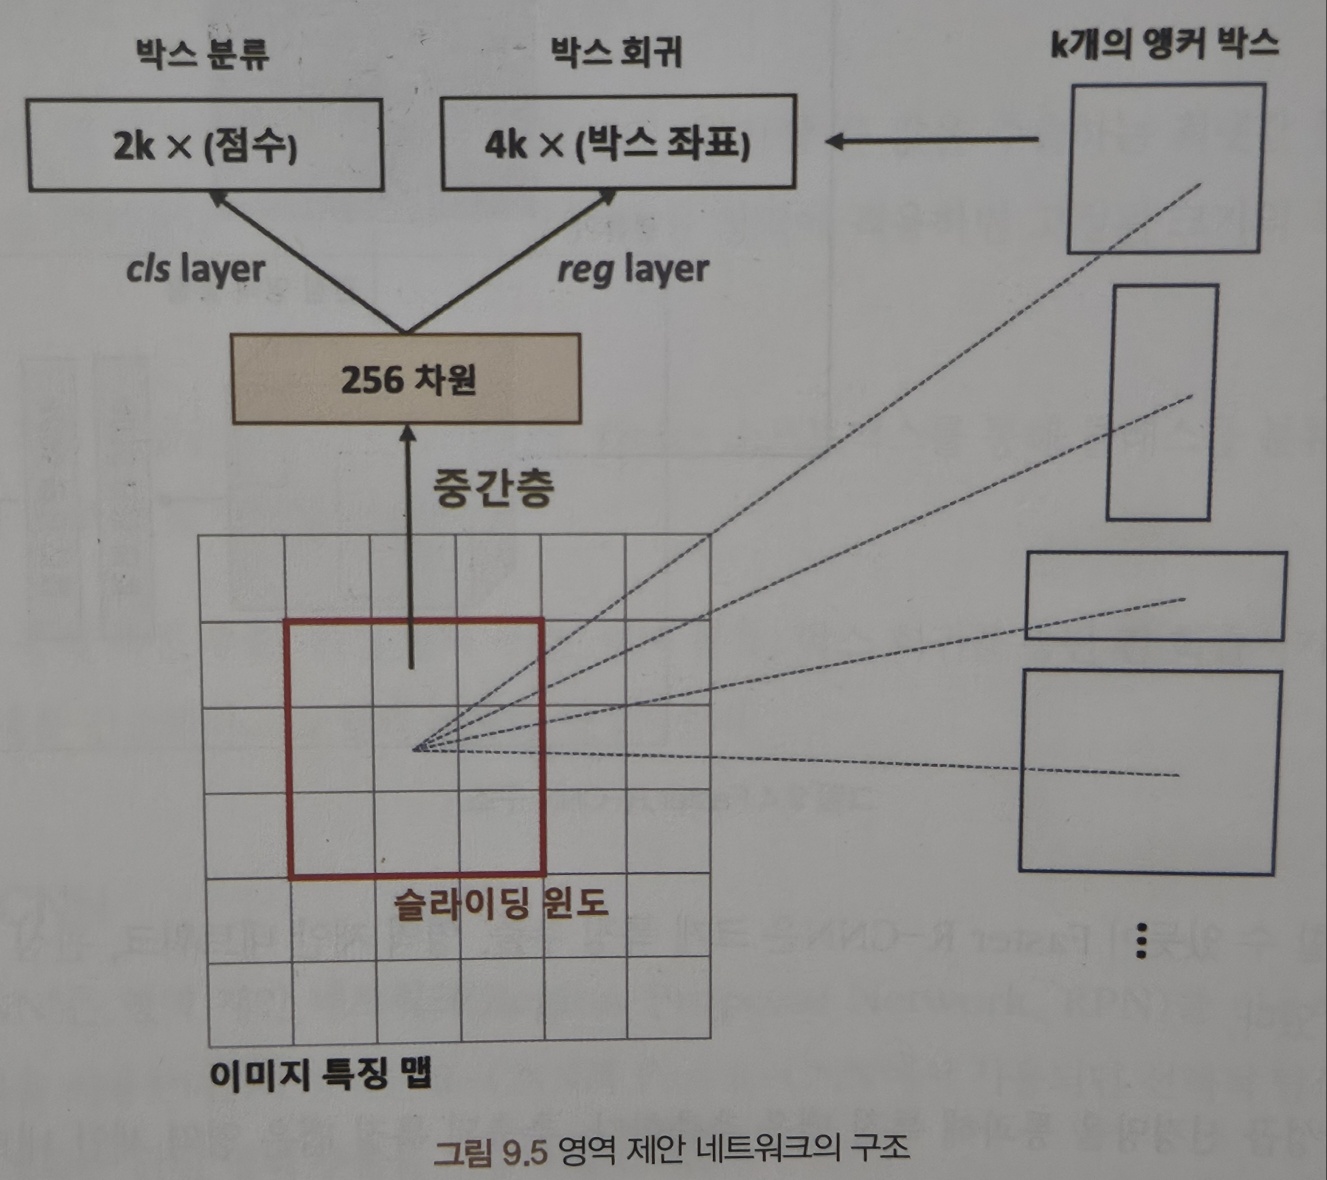 박스 분류
박스 회귀
k개의 앵커 박스
2k × (점수)
4k × (박스 좌표)
cls layer
reg layer
256 차원
중간층
슬라이딩 윈도
이미지 특징 맵
그림 9.5 영역 제안 네트워크의 구조